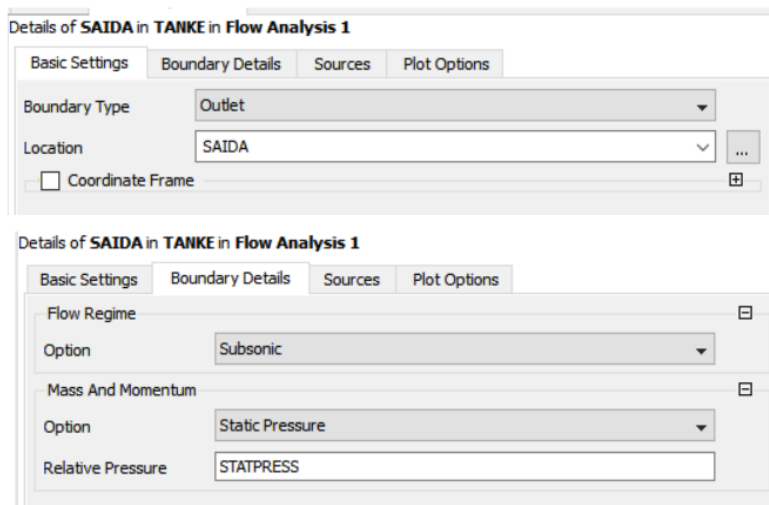 Details of SAIDA in TANKE in Flow Analysis 1
Basic Settings Boundary Details Sources Plot Options
Boundary Type Outlet
Location SAIDA ...
Coordinate Frame
Details of SAIDA in TANKE in Flow Analysis 1
Basic Settings Boundary Details Sources Plot Options
Flow Regime
Option Subsonic
Mass And Momentum
Option Static Pressure
Relative Pressure STATPRESS